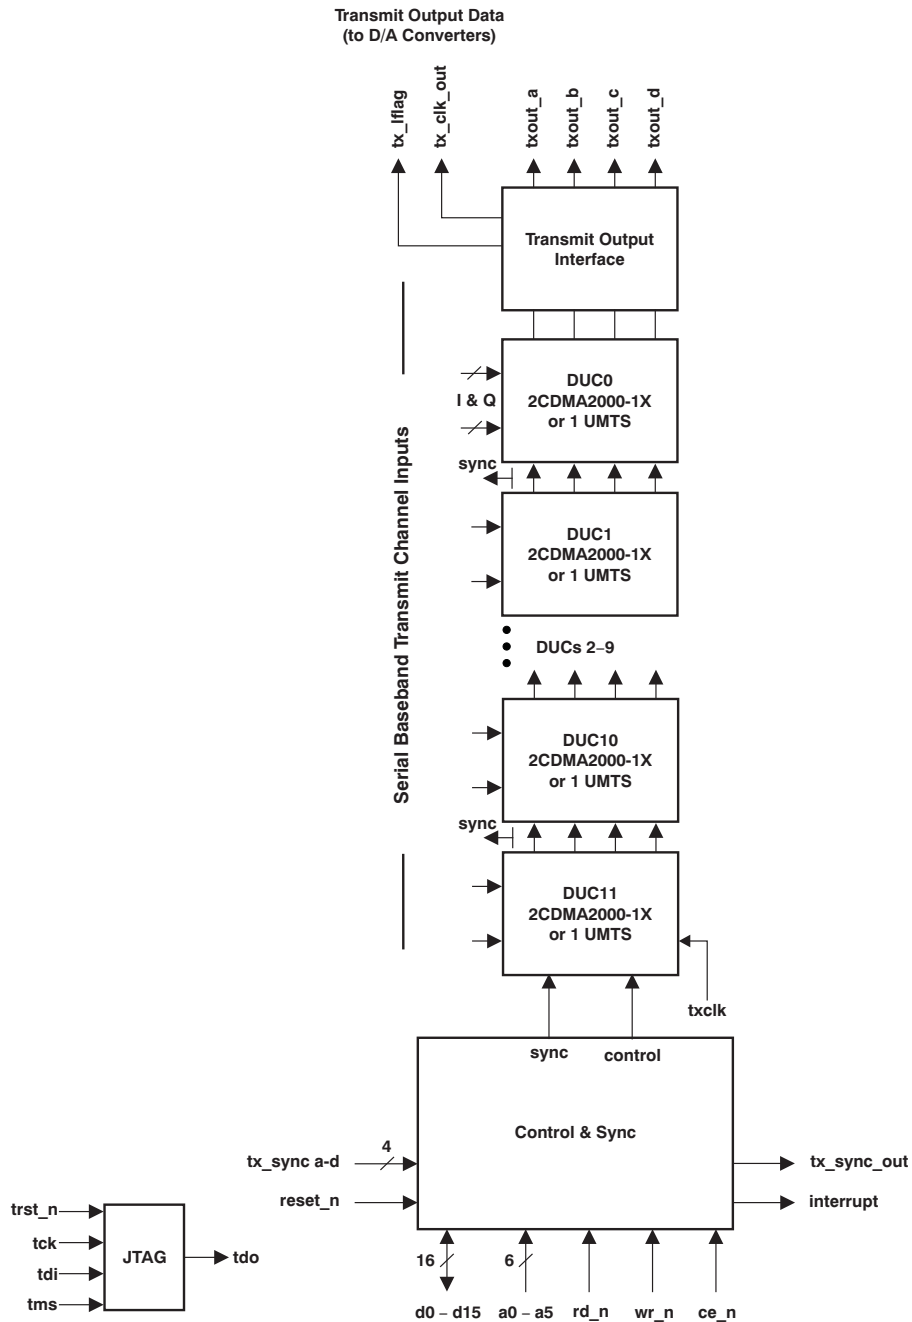 Transmit Output Data
(to D/A Converters)
tx_Iflag
tx_clk_out
txout_a
txout_b
txout_c
txout_d
Transmit Output
Interface
Serial Baseband Transmit Channel Inputs
DUC0
2CDMA2000-1X
or 1 UMTS
I & Q
sync
DUC1
2CDMA2000-1X
or 1 UMTS
DUCs 2–9
DUC10
2CDMA2000-1X
or 1 UMTS
sync
DUC11
2CDMA2000-1X
or 1 UMTS
txclk
sync
control
Control & Sync
tx_sync a-d
4
reset_n
tx_sync_out
interrupt
trst_n
tck
tdi
tms
JTAG
tdo
16
6
d0 – d15
a0 – a5
rd_n
wr_n
ce_n